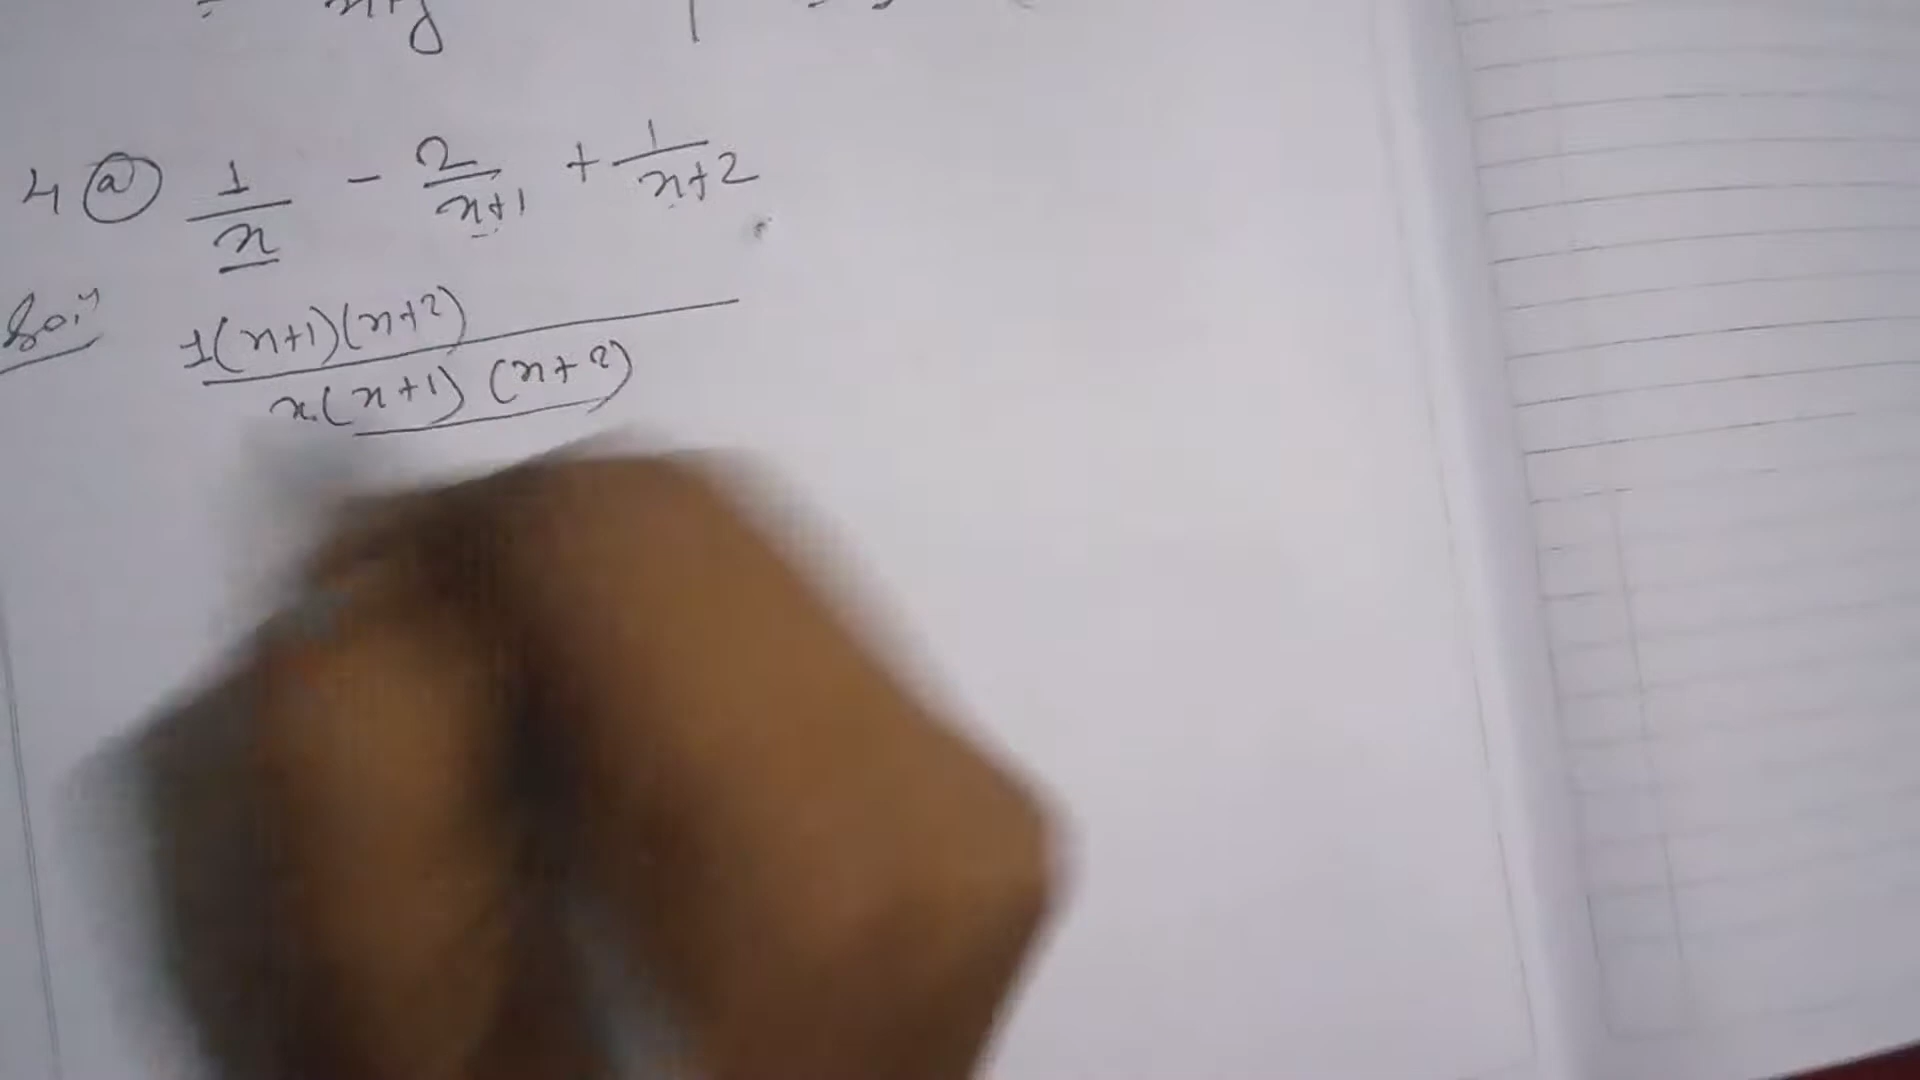 4 (a) 1/x - 2/x+1 + 1/x+2
Sol:n 1(x+1)(x+2)
x(x+1) (x+2)